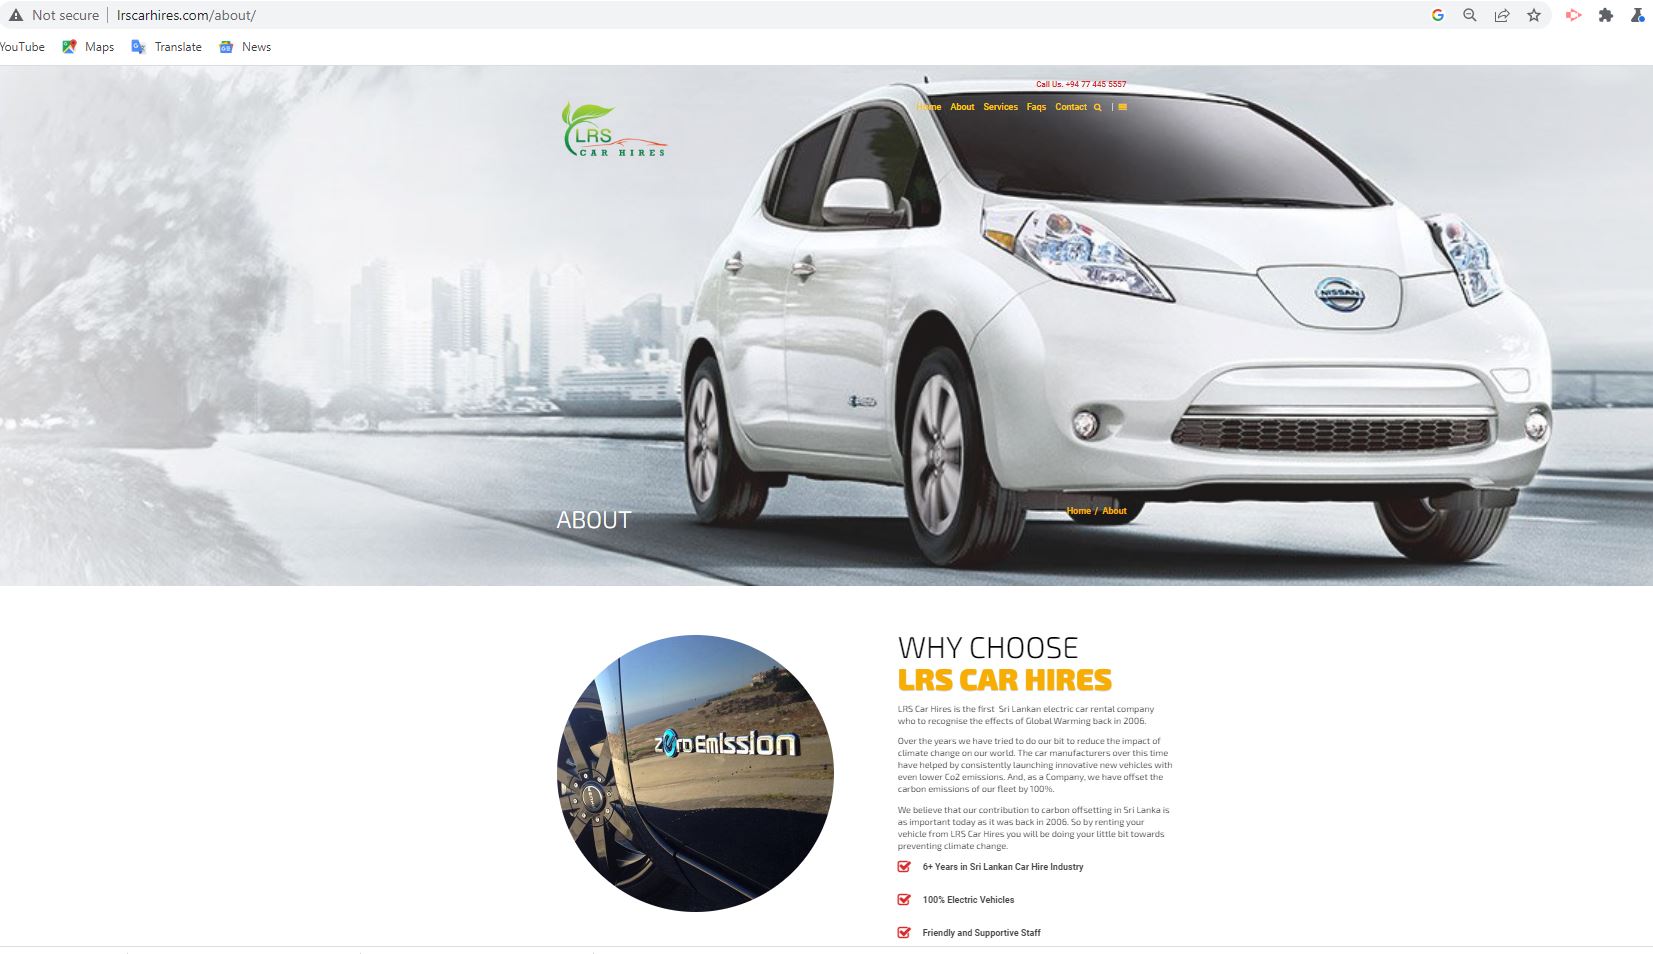 Not secure
lrscarhires.com/about/
YouTube
Maps
Translate
News
Call Us. +94 77 445 5557
Home About Services Faqs Contact
LRS
CAR HIRES
NISSAN
ABOUT
Home / About
WHY CHOOSE
LRS CAR HIRES
zero Emission
LRS Car Hires is the first Sri Lankan electric car rental company
who to recognise the effects of Global Warming back in 2006.
Over the years we have tried to do our bit to reduce the impact of
climate change on our world. The car manufacturers over this time
have helped by consistently launching innovative new vehicles with
even lower Co2 emissions. And, as a Company, we have offset the
carbon emissions of our fleet by 100%.
We believe that our contribution to carbon offsetting in Sri Lanka is
as important today as it was back in 2006. So by renting your
vehicle from LRS Car Hires you will be doing your little bit towards
preventing climate change.
6+ Years in Sri Lankan Car Hire Industry
100% Electric Vehicles
Friendly and Supportive Staff